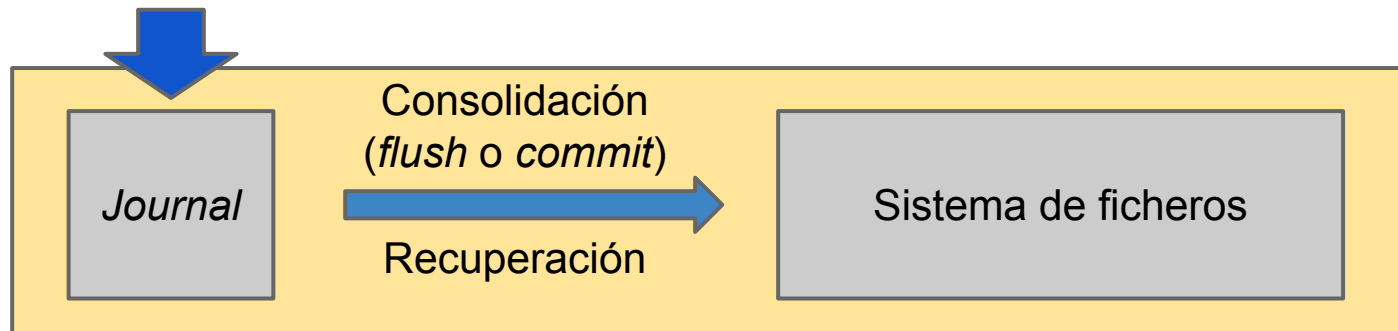 Journal
Consolidación
(flush o commit)
Recuperación
Sistema de ficheros